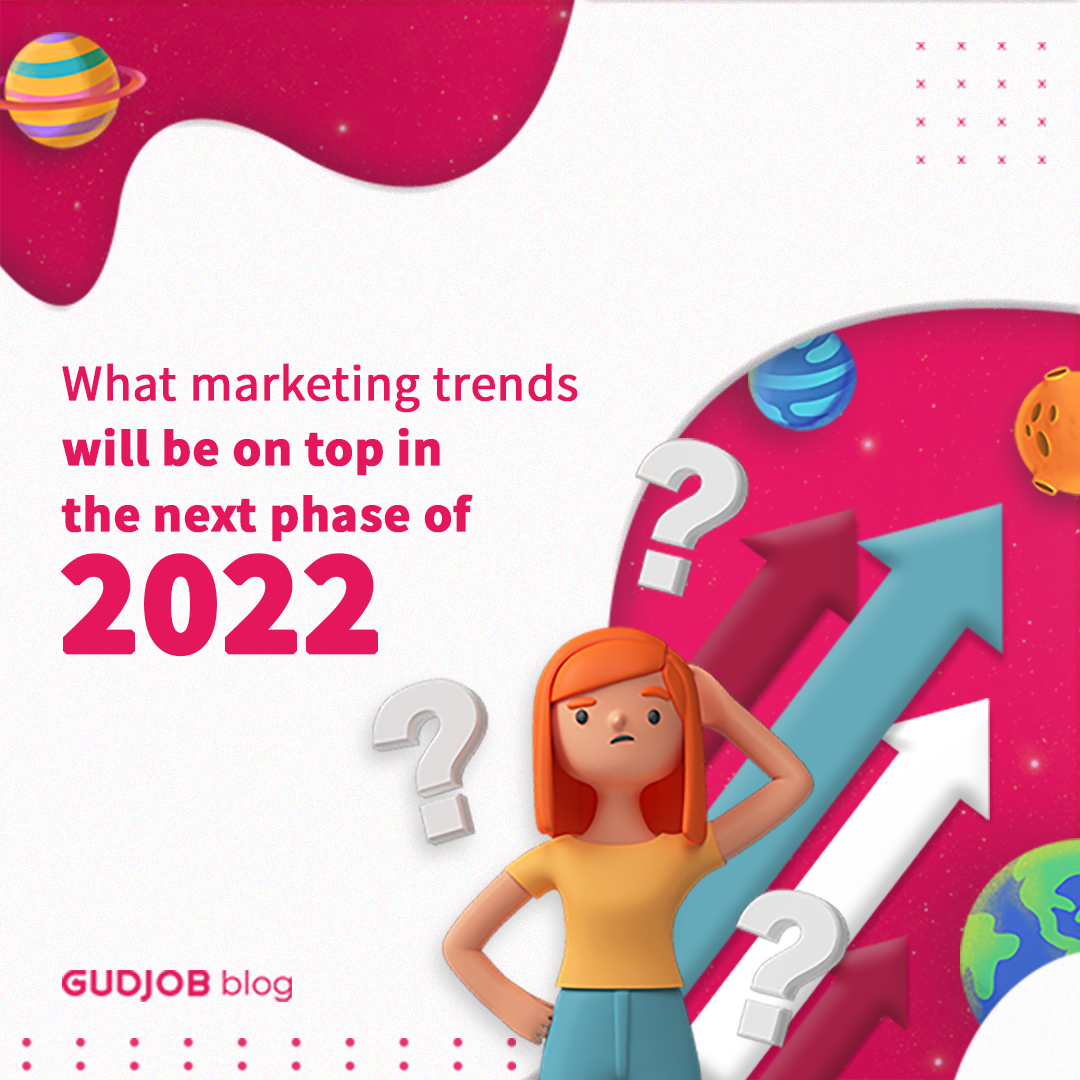 What marketing trends
will be on top in
the next phase of
2022
?
?
?
GUDJOB blog